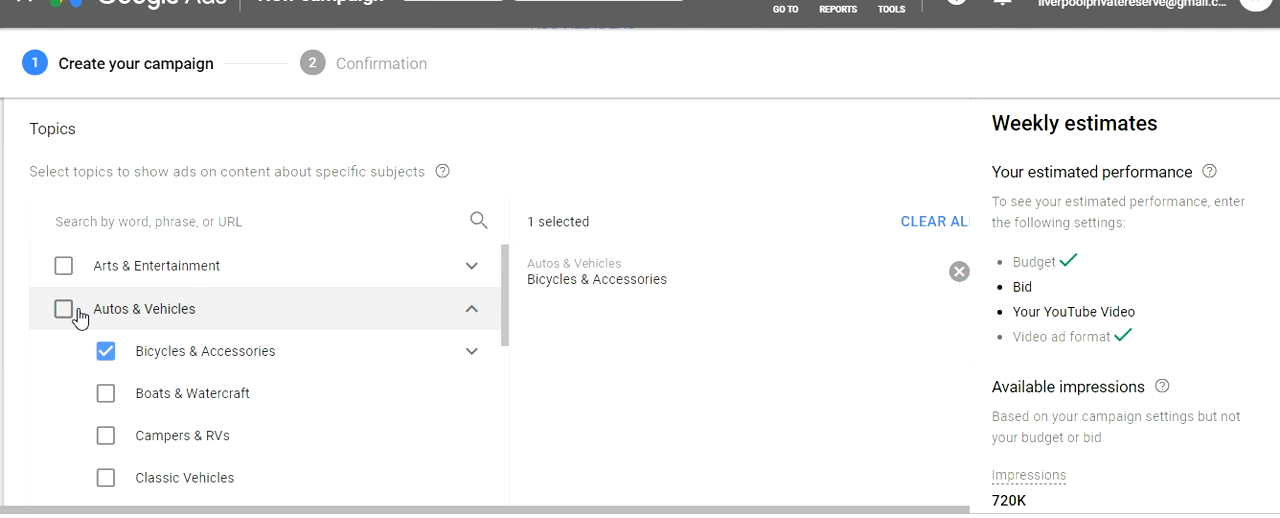 Google Ads
New campaign
GO TO
REPORTS
TOOLS
liverpoolprivatereserve@gmail.c...
1 Create your campaign
2 Confirmation
Topics
Select topics to show ads on content about specific subjects
Search by word, phrase, or URL
Arts & Entertainment
Autos & Vehicles
Bicycles & Accessories
Boats & Watercraft
Campers & RVs
Classic Vehicles
1 selected
CLEAR ALL
Autos & Vehicles
Bicycles & Accessories
Weekly estimates
Your estimated performance
To see your estimated performance, enter
the following settings:
Budget
Bid
Your YouTube Video
Video ad format
Available impressions
Based on your campaign settings but not
your budget or bid
Impressions
720K